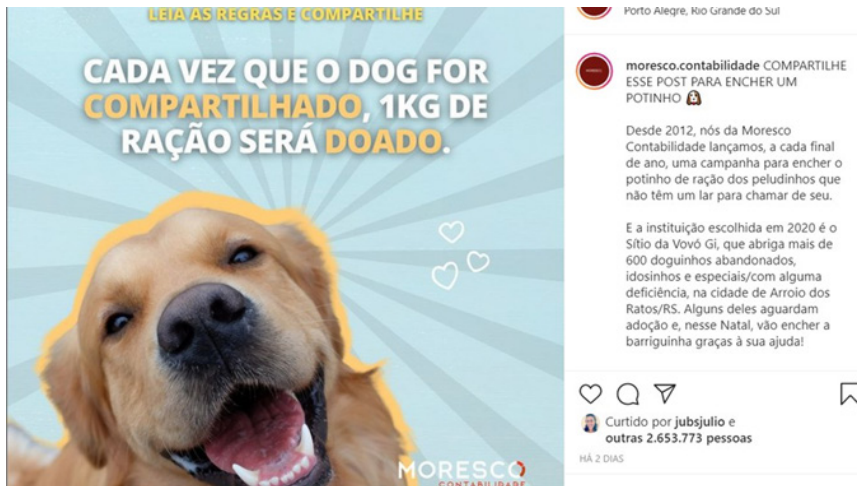 LEIA AS REGRAS E COMPARTILHE
CADA VEZ QUE O DOG FOR
COMPARTILHADO, 1KG DE
RAÇÃO SERÁ DOADO.
MORESCO
CONTABILIDADE
Porto Alegre, Rio Grande do Sul
moresco.contabilidade COMPARTILHE
ESSE POST PARA ENCHER UM
POTINHO
Desde 2012, nós da Moresco
Contabilidade lançamos, a cada final
de ano, uma campanha para encher o
potinho de ração dos peludinhos que
não têm um lar para chamar de seu.
E a instituição escolhida em 2020 é o
Sítio da Vovó Gi, que abriga mais de
600 doguinhos abandonados,
idosinhos e especiais/com alguma
deficiência, na cidade de Arroio dos
Ratos/RS. Alguns deles aguardam
adoção e, nesse Natal, vão encher a
barriguinha graças à sua ajuda!
Curtido por jubsjulio e
outras 2.653.773 pessoas
HÁ 2 DIAS